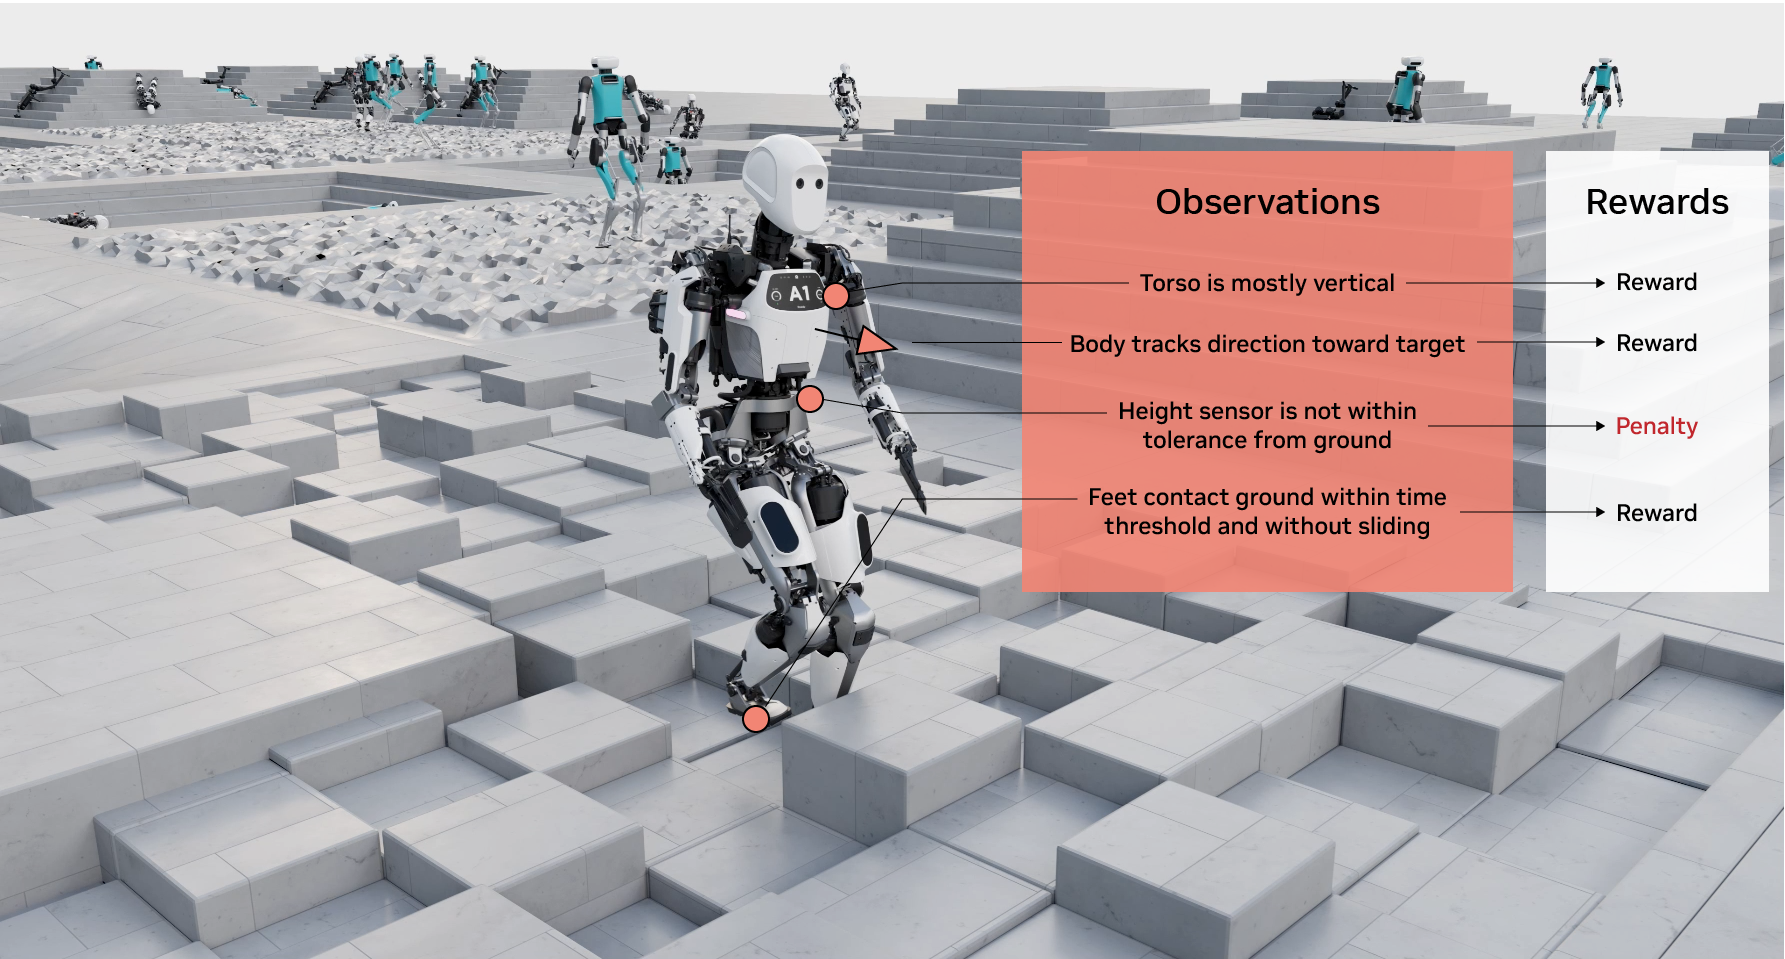 Observations
Rewards
Torso is mostly vertical
Reward
Body tracks direction toward target
Reward
Height sensor is not within
tolerance from ground
Penalty
Feet contact ground within time
threshold and without sliding
Reward
A1